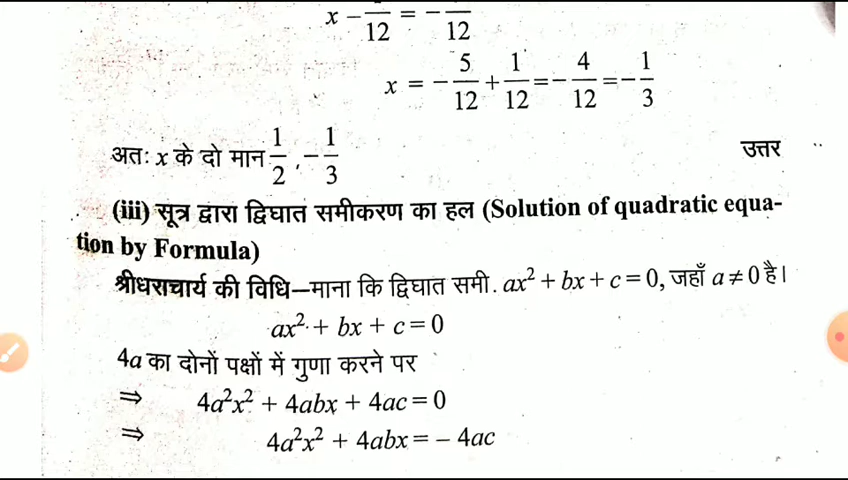 x − /12 = − /12
x = − 5/12 + 1/12 = − 4/12 = − 1/3
अतः x के दो मान 1/2 , − 1/3 उत्तर
(iii) सूत्र द्वारा द्विघात समीकरण का हल (Solution of quadratic equa-
tion by Formula)
श्रीधराचार्य की विधि—माना कि द्विघात समी. ax² + bx + c = 0, जहाँ a ≠ 0 है।
ax² + bx + c = 0
4a का दोनों पक्षों में गुणा करने पर
⇒ 4a²x² + 4abx + 4ac = 0
⇒ 4a²x² + 4abx = − 4ac